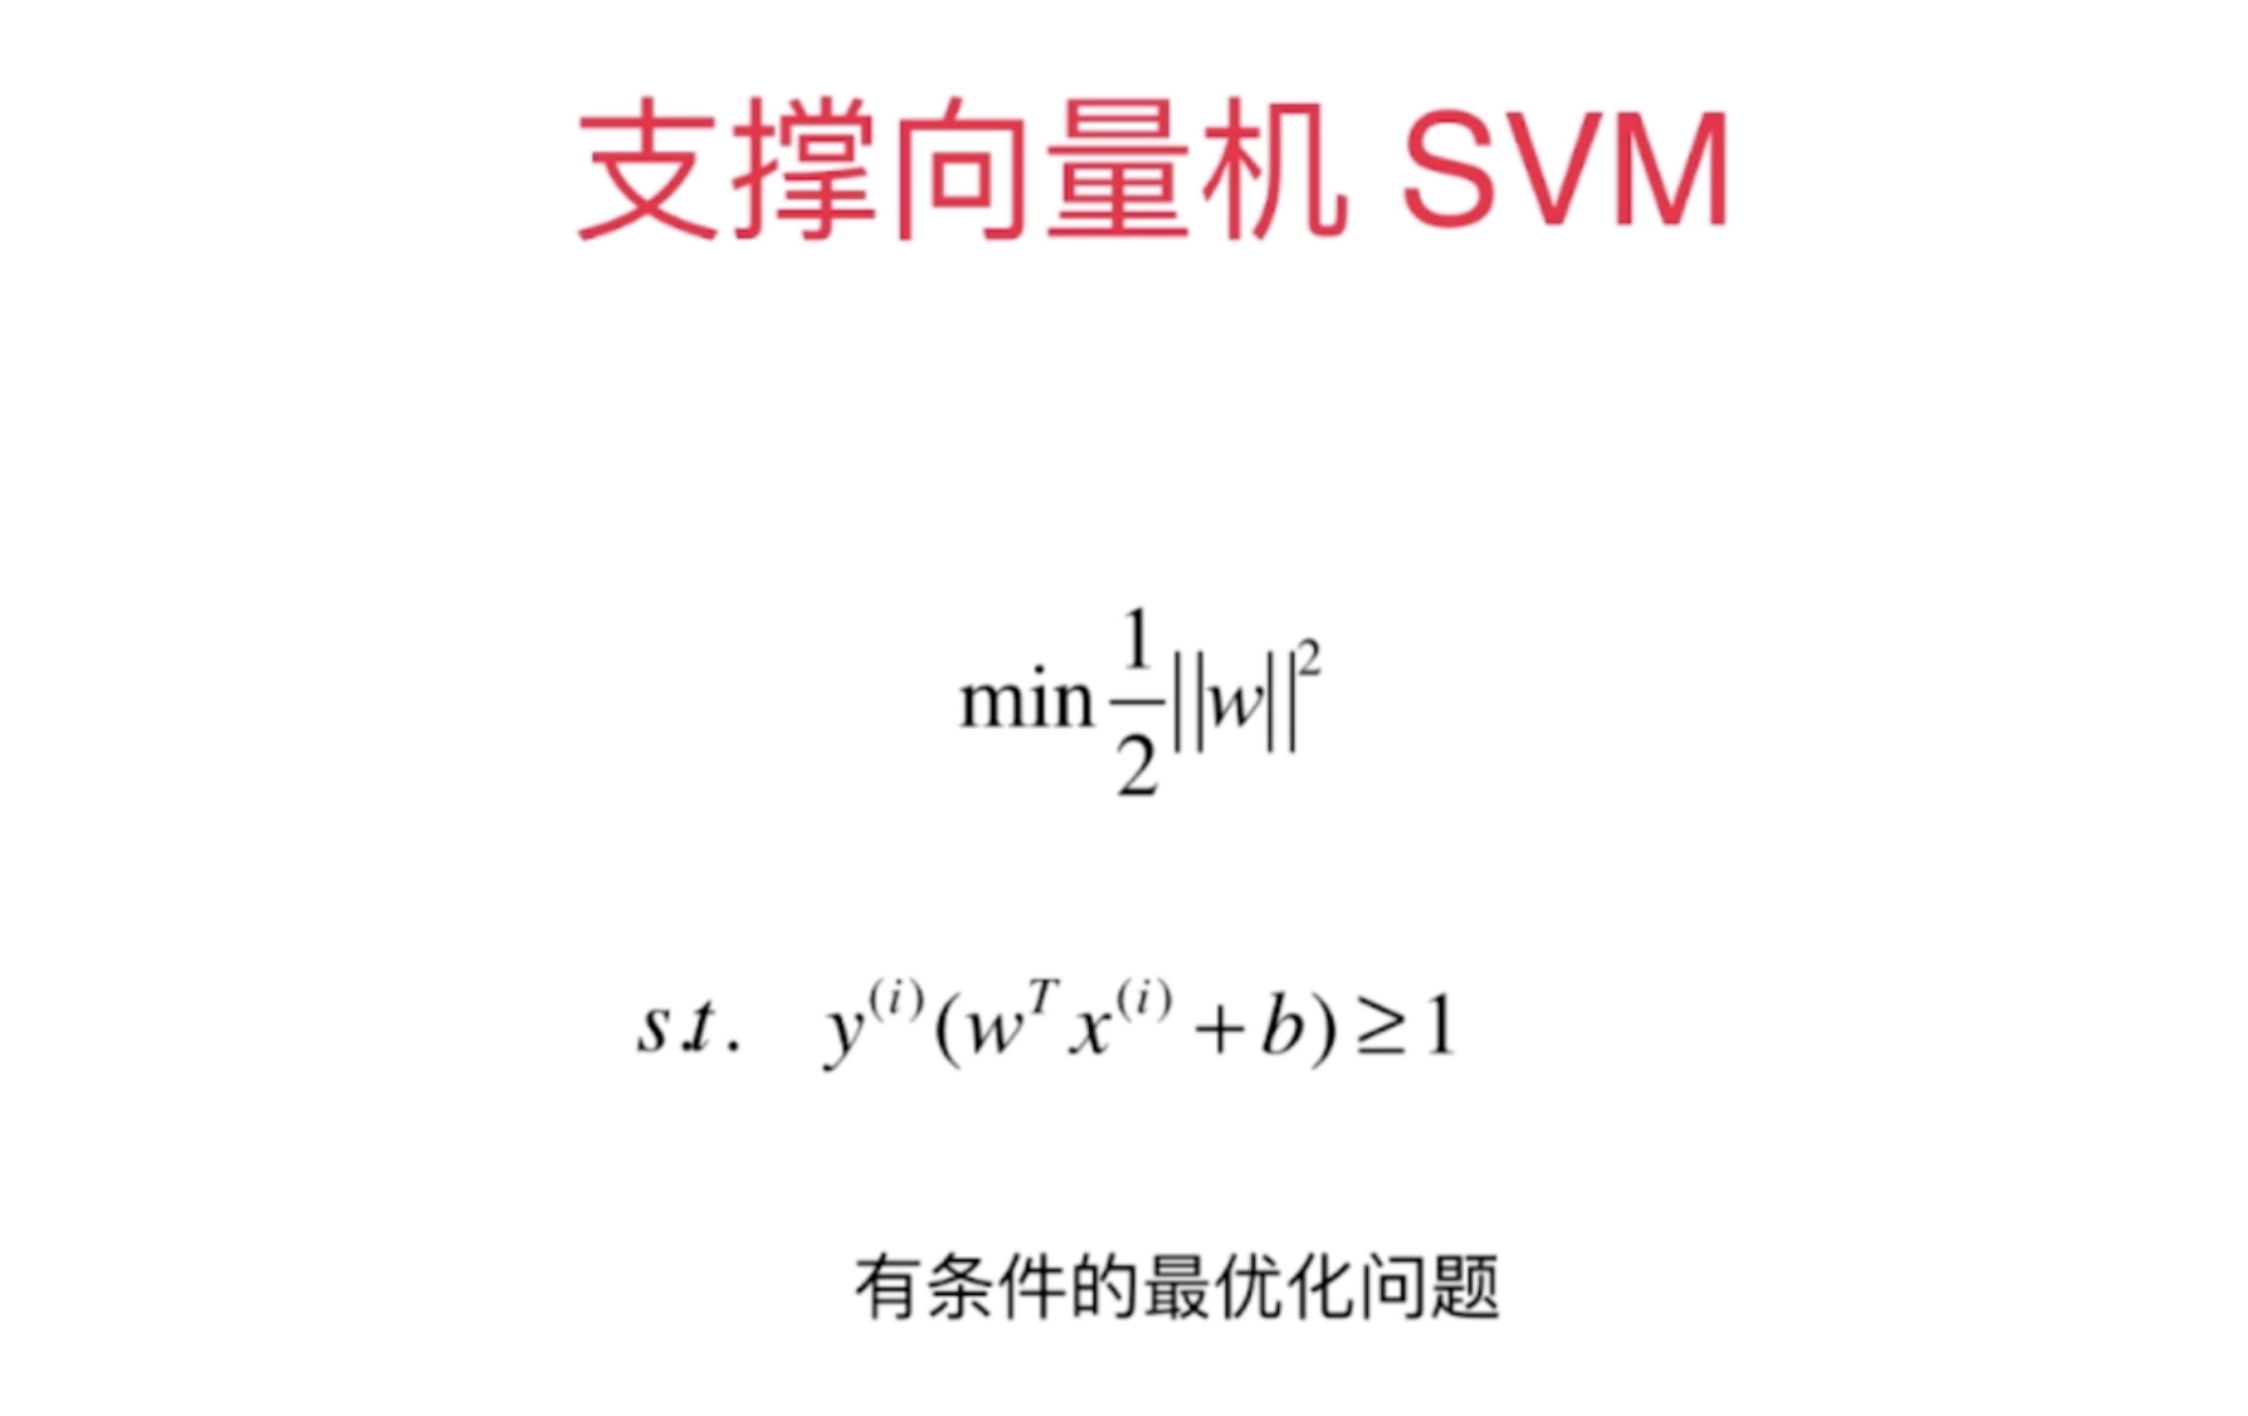 支撑向量机 SVM
min 1/2 ||w||²
s.t. y⁽ⁱ⁾(wᵀx⁽ⁱ⁾ + b) ≥ 1
有条件的最优化问题